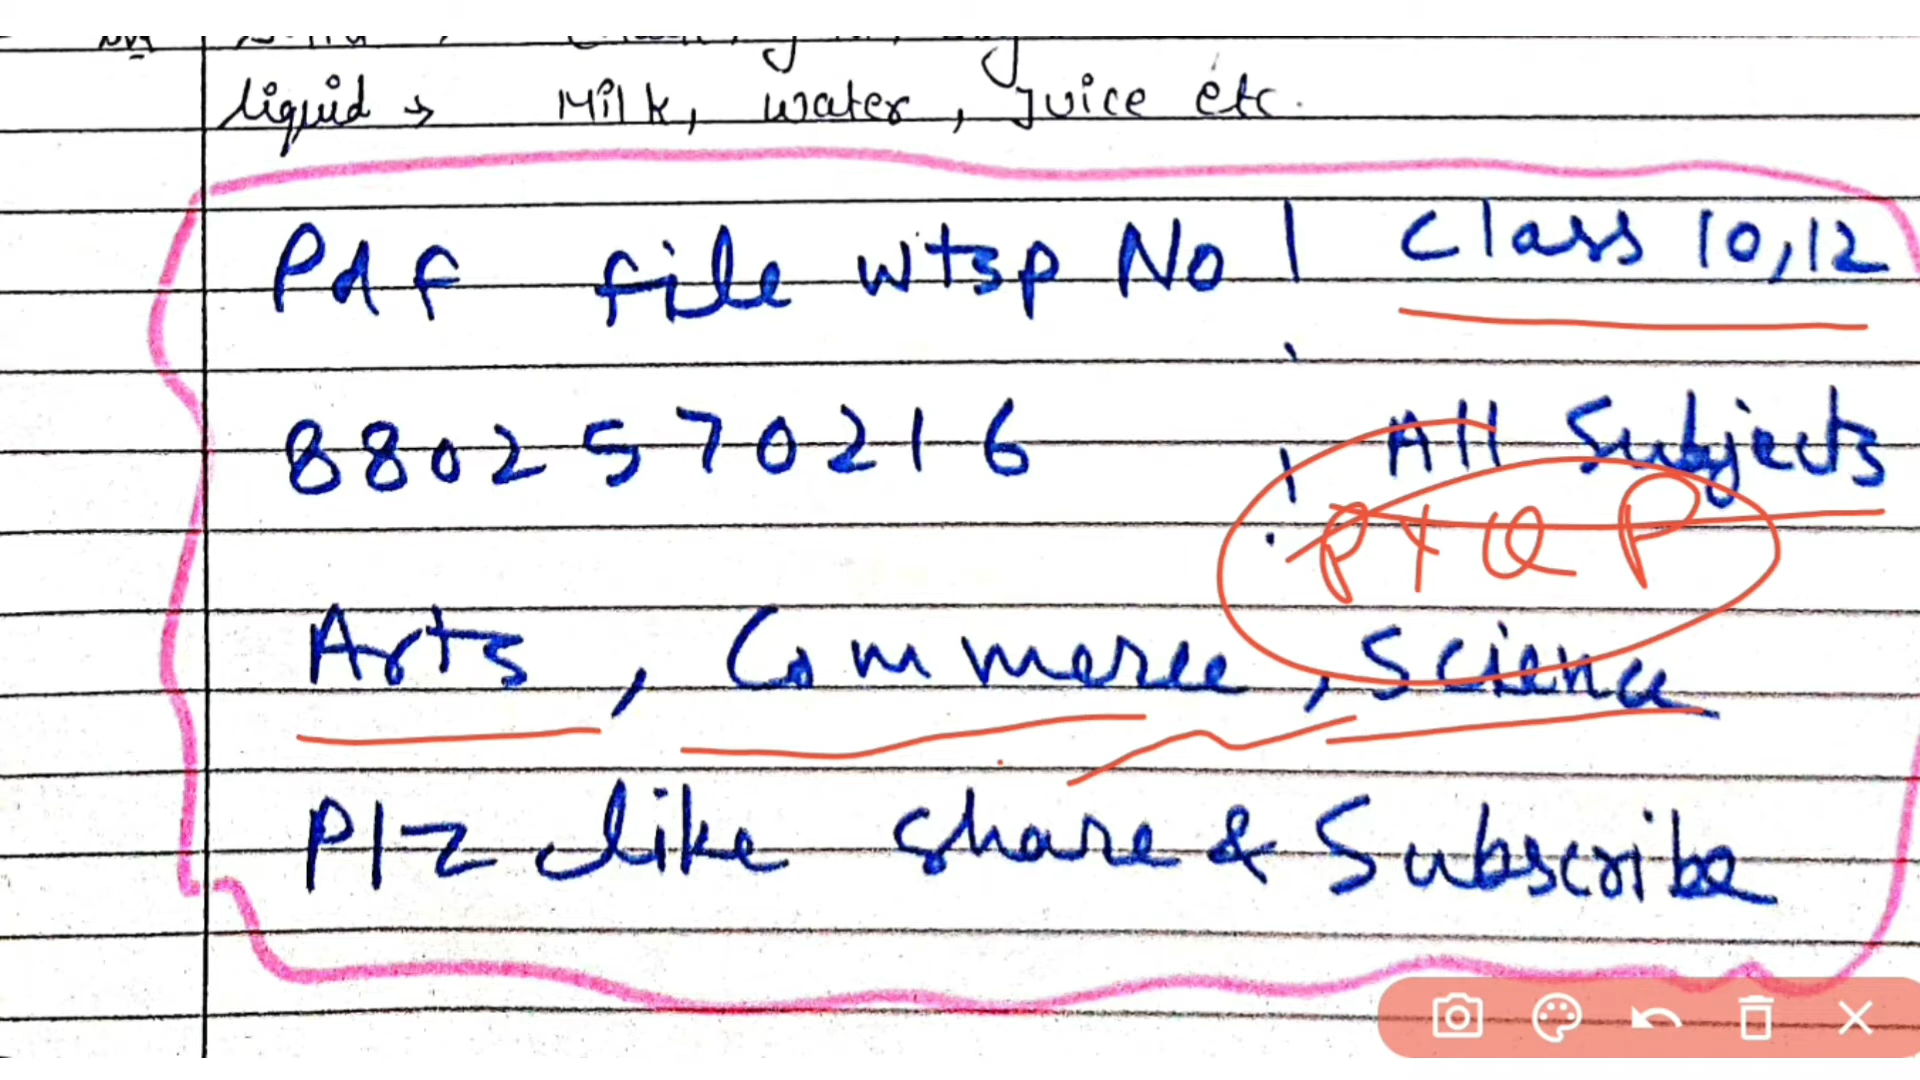 liquid → Milk, water, Juice etc.
Pdf file wtsp No | Class 10,12
8802570216 All Subjects
PYQP
Arts, Commerce, Science
Plz like share & Subscribe